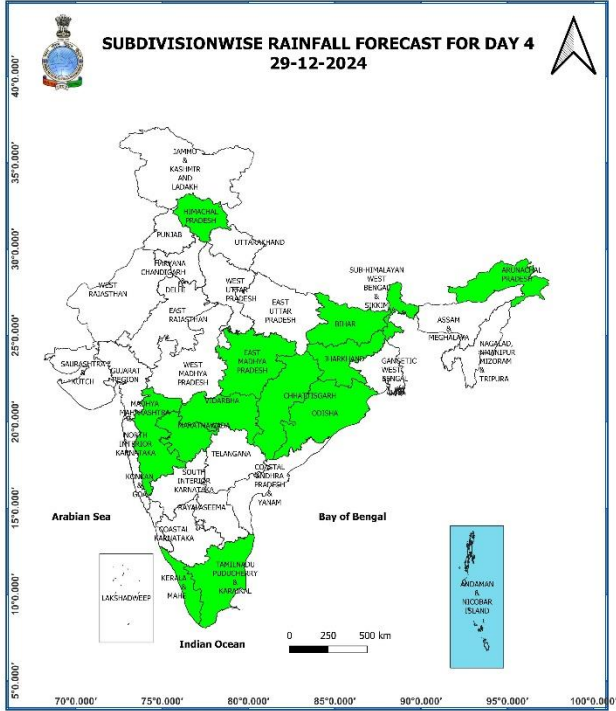 SUBDIVISIONWISE RAINFALL FORECAST FOR DAY 4
29-12-2024
40°0.000'
35°0.000'
30°0.000'
25°0.000'
20°0.000'
15°0.000'
10°0.000'
5°0.000'
JAMMO
&
KASHMIR
AND
LADAKH
HIMACHAL
PRADESH
PUNJAB
UTTARAKHAND
HARYANA
CHANDIGARH
&
DELHI
WEST
RAJASTHAN
WEST
UTTAR
PRADESH
EAST
RAJASTHAN
EAST
UTTAR
PRADESH
SUB-HIMALAYAN
WEST
BENGAL
&
SIKKIM
ARUNACHAL
PRADESH
ASSAM
&
MEGHALAYA
NAGALAD,
MANIPUR
MIZORAM
&
TRIPURA
BIHAR
JHARKHAND
GANGETIC
WEST
BENGAL
SAURASHTRA
&
KUTCH
GUJARAT
REGION
WEST
MADHYA
PRADESH
EAST
MADHYA
PRADESH
CHHATTISGARH
ODISHA
MADHYA
MAHARASHTRA
VIDARBHA
MARATHAWADA
NORTH
INTERIOR
KARNATAKA
TELANGANA
KONKAN
&
GOA
SOUTH
INTERIOR
KARNATAKA
COASTAL
ANDHRA
PRADESH
&
YANAM
RAYALASEEMA
COASTAL
KARNATAKA
Arabian Sea
Bay of Bengal
TAMILNADU
PUDUCHERRY
&
KARAIKAL
KERALA
&
MAHE
LAKSHADWEEP
ANDAMAN
&
NICOBAR
ISLAND
Indian Ocean
0 250 500 km
70°0.000' 75°0.000' 80°0.000' 85°0.000' 90°0.000' 95°0.000' 100°0.000'